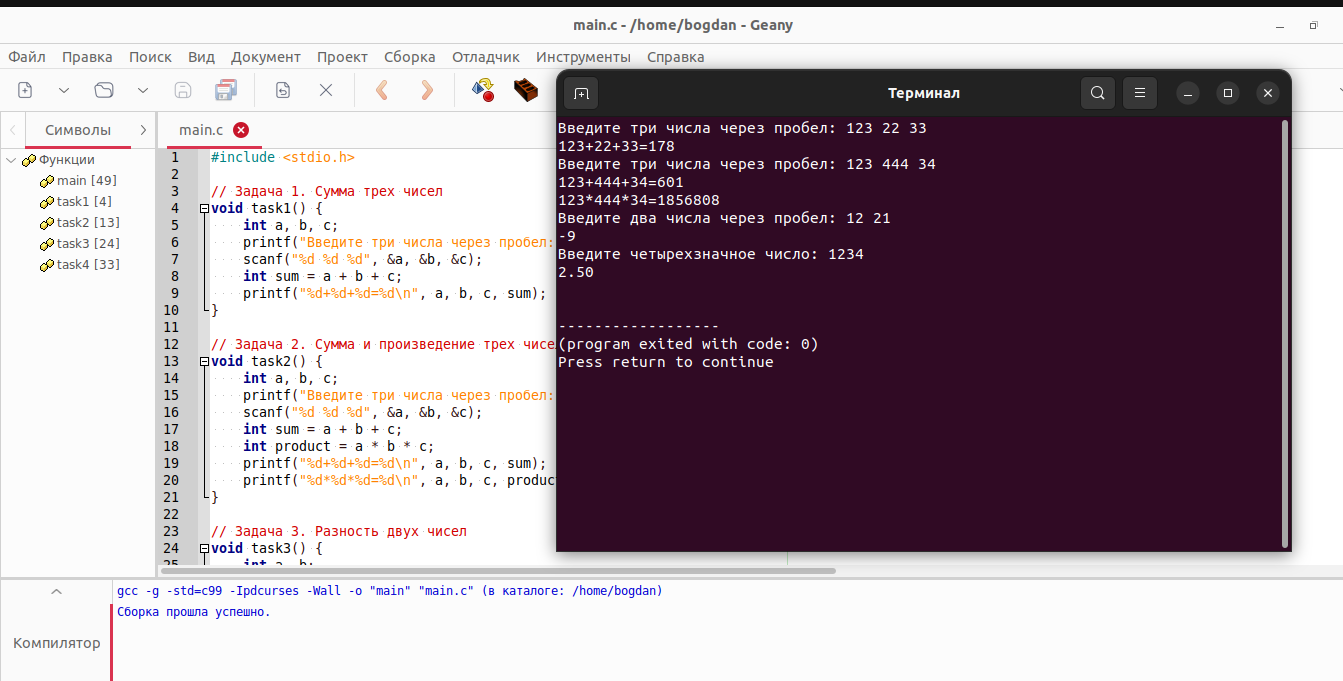 main.c - /home/bogdan - Geany
Файл Правка Поиск Вид Документ Проект Сборка Отладчик Инструменты Справка
Символы
Функции
main [49]
task1 [4]
task2 [13]
task3 [24]
task4 [33]
main.c
1 #include <stdio.h>
2
3 // Задача 1. Сумма трех чисел
4 void task1() {
5 int a, b, c;
6 printf("Введите три числа через пробел:
7 scanf("%d %d %d", &a, &b, &c);
8 int sum = a + b + c;
9 printf("%d+%d+%d=%d\n", a, b, c, sum);
10 }
11
12 // Задача 2. Сумма и произведение трех чисе
13 void task2() {
14 int a, b, c;
15 printf("Введите три числа через пробел:
16 scanf("%d %d %d", &a, &b, &c);
17 int sum = a + b + c;
18 int product = a * b * c;
19 printf("%d+%d+%d=%d\n", a, b, c, sum);
20 printf("%d*%d*%d=%d\n", a, b, c, produc
21 }
22
23 // Задача 3. Разность двух чисел
24 void task3() {
25 int a, b;
Терминал
Введите три числа через пробел: 123 22 33
123+22+33=178
Введите три числа через пробел: 123 444 34
123+444+34=601
123*444*34=1856808
Введите два числа через пробел: 12 21
-9
Введите четырехзначное число: 1234
2.50
------------------
(program exited with code: 0)
Press return to continue
Компилятор
gcc -g -std=c99 -Ipdcurses -Wall -o "main" "main.c" (в каталоге: /home/bogdan)
Сборка прошла успешно.